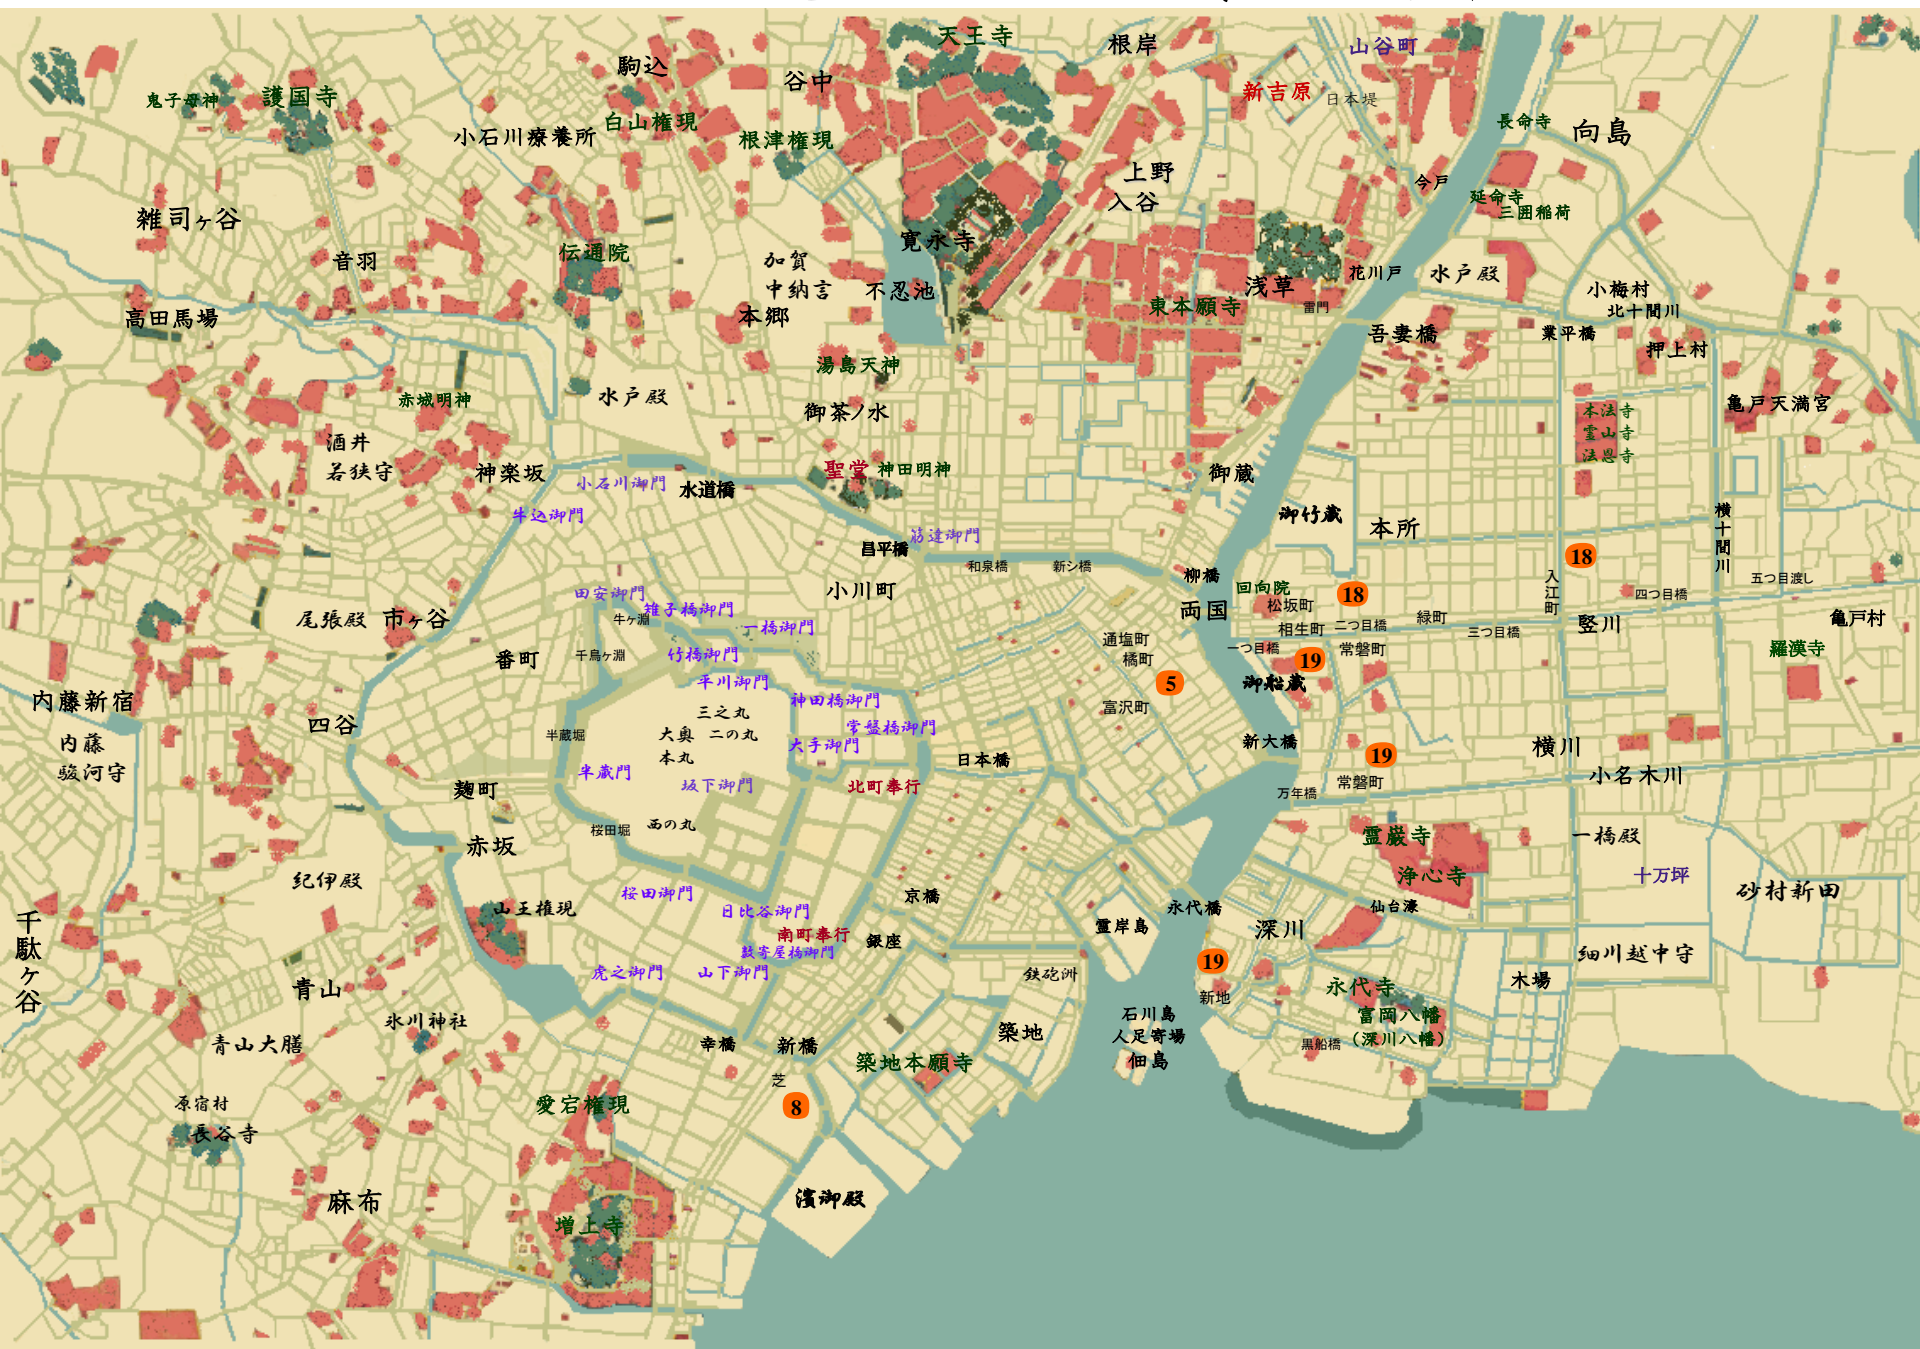 天王寺
根岸
山谷町
駒込
谷中
鬼子母神
護国寺
新吉原
日本堤
白山権現
小石川療養所
根津権現
長命寺
向島
上野
入谷
今戸
延命寺
三囲稲荷
雑司ヶ谷
音羽
伝通院
寛永寺
加賀
中納言
不忍池
本郷
浅草
花川戸
水戸殿
東本願寺
雷門
小梅村
北十間川
高田馬場
吾妻橋
業平橋
押上村
湯島天神
赤城明神
水戸殿
御茶ノ水
本法寺
霊山寺
法恩寺
亀戸天満宮
酒井
若狭守
神楽坂
聖堂
神田明神
御蔵
小石川御門
水道橋
牛込御門
御竹蔵
本所
横十間川
筋違御門
昌平橋
和泉橋
新シ橋
柳橋
18
回向院
18
入江町
五つ目渡し
四つ目橋
小川町
田安御門
雉子橋御門
牛ヶ淵
一橋御門
両国
松坂町
相生町
二つ目橋
緑町
三つ目橋
竪川
亀戸村
尾張殿
市ヶ谷
番町
千鳥ヶ淵
竹橋御門
通塩町
橘町
一つ目橋
19
常磐町
羅漢寺
平川御門
5
御船蔵
内藤新宿
神田橋御門
富沢町
四谷
三之丸
大奥
二の丸
本丸
常盤橋御門
大手御門
半蔵堀
内藤
駿河守
日本橋
新大橋
19
横川
半蔵門
坂下御門
北町奉行
常磐町
小名木川
麹町
万年橋
桜田堀
西の丸
赤坂
霊巌寺
一橋殿
浄心寺
十万坪
砂村新田
紀伊殿
桜田御門
日比谷御門
京橋
永代橋
仙台濠
千駄ヶ谷
山王権現
南町奉行
数寄屋橋御門
銀座
霊岸島
深川
細川越中守
虎之御門
山下御門
鉄砲洲
19
新地
永代寺
木場
青山
石川島
人足寄場
佃島
富岡八幡
(深川八幡)
黒船橋
氷川神社
青山大膳
幸橋
新橋
築地
築地本願寺
芝
8
原宿村
長谷寺
愛宕権現
麻布
濱御殿
増上寺